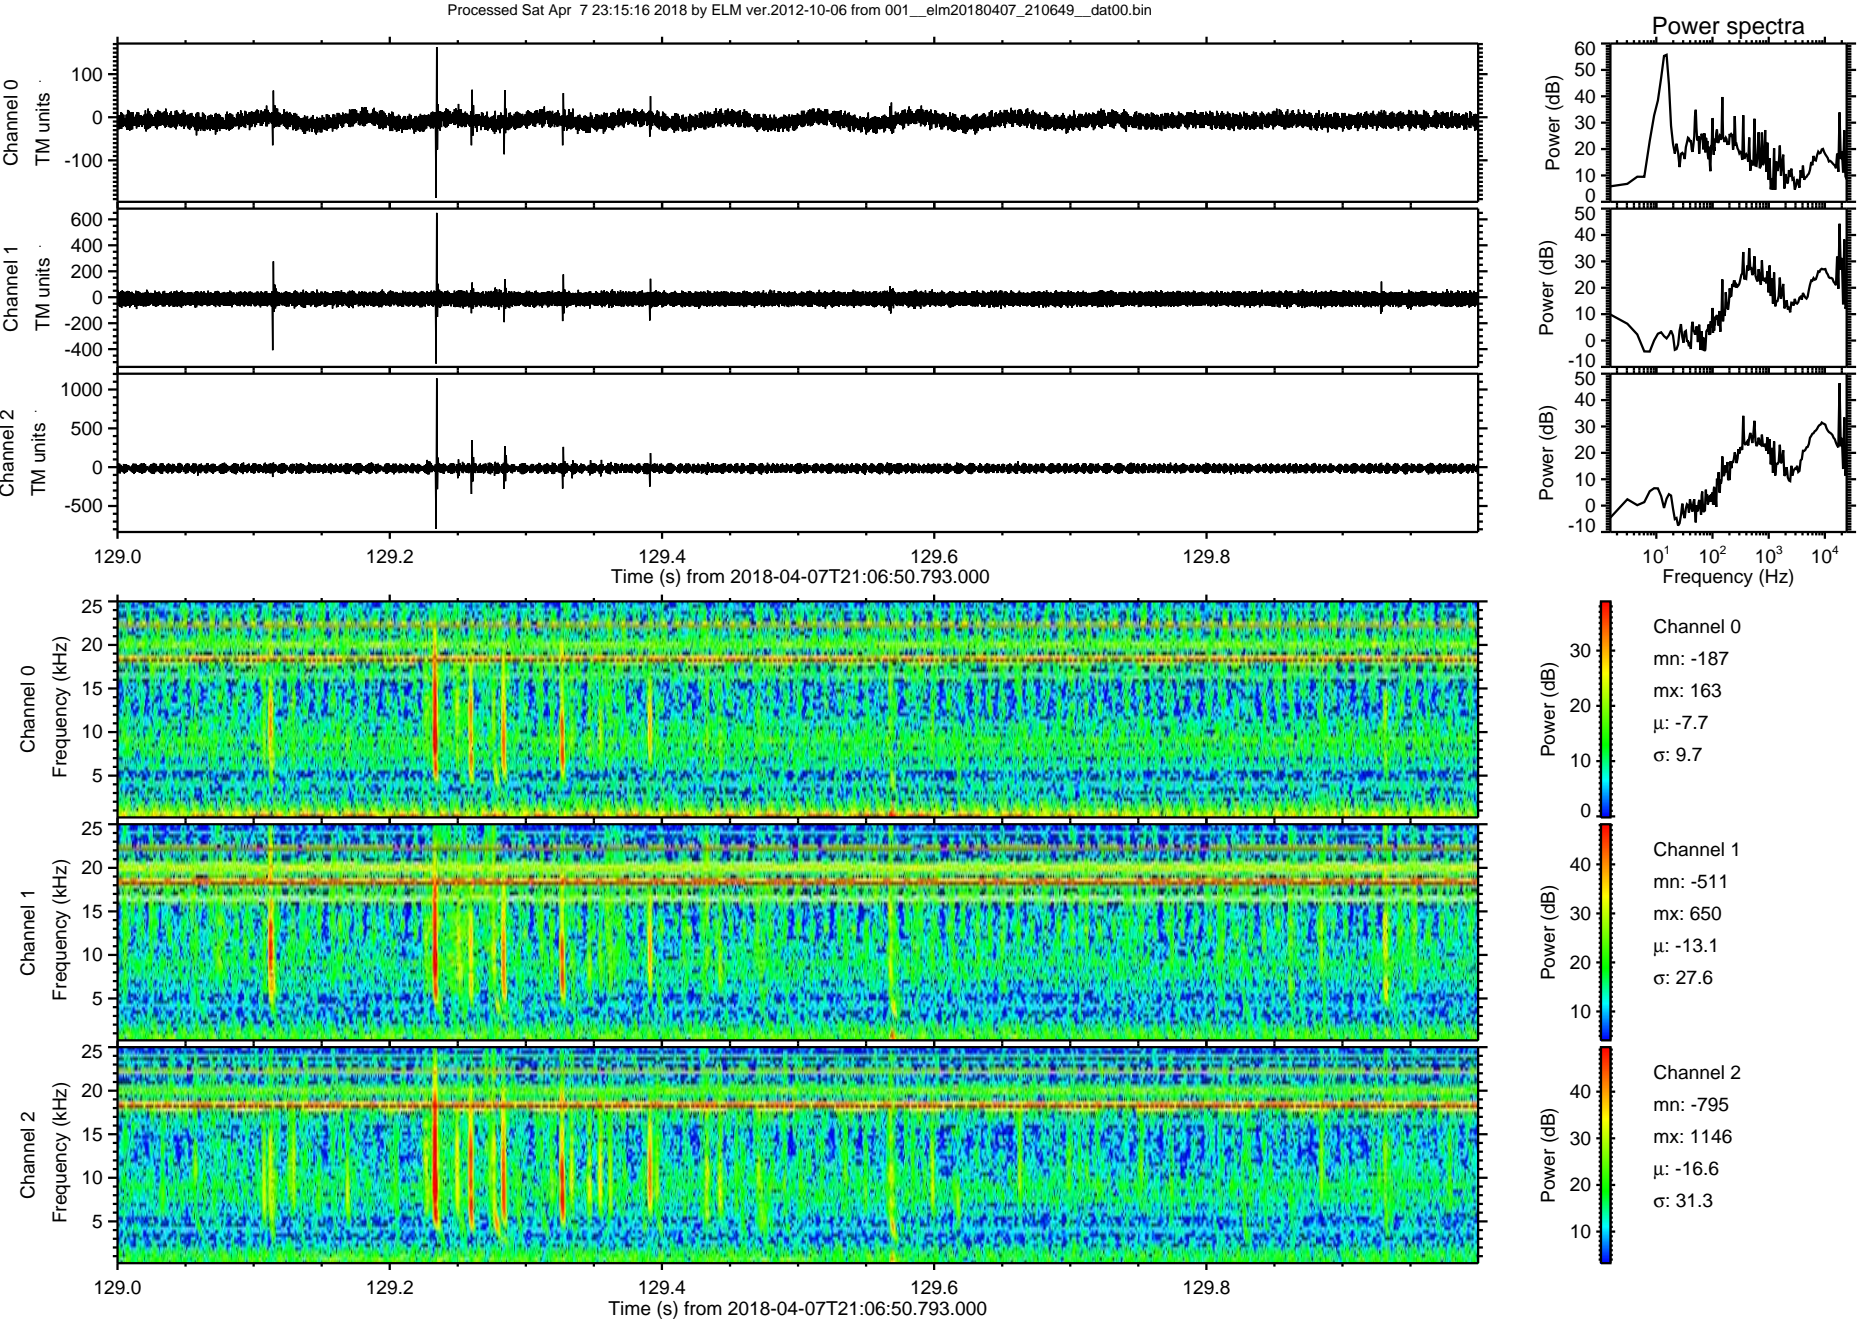 Processed Sat Apr  7 23:15:16 2018 by ELM ver.2012-10-06 from 001__elm20180407_210649__dat00.bin
Power spectra
Channel 0
TM units
100
0
-100
Power (dB)
60
50
40
30
20
10
0
Channel 1
TM units
600
400
200
0
-200
-400
Power (dB)
50
40
30
20
10
0
-10
Channel 2
TM units
1000
500
0
-500
Power (dB)
50
40
30
20
10
0
-10
129.0 129.2 129.4 129.6 129.8
Time (s) from 2018-04-07T21:06:50.793.000
10¹ 10² 10³ 10⁴
Frequency (Hz)
Channel 0
Frequency (kHz)
25
20
15
10
5
Power (dB)
30
20
10
0
Channel 0
mn: -187
mx: 163
μ: -7.7
σ: 9.7
Channel 1
Frequency (kHz)
25
20
15
10
5
Power (dB)
40
30
20
10
Channel 1
mn: -511
mx: 650
μ: -13.1
σ: 27.6
Channel 2
Frequency (kHz)
25
20
15
10
5
Power (dB)
40
30
20
10
Channel 2
mn: -795
mx: 1146
μ: -16.6
σ: 31.3
129.0 129.2 129.4 129.6 129.8
Time (s) from 2018-04-07T21:06:50.793.000